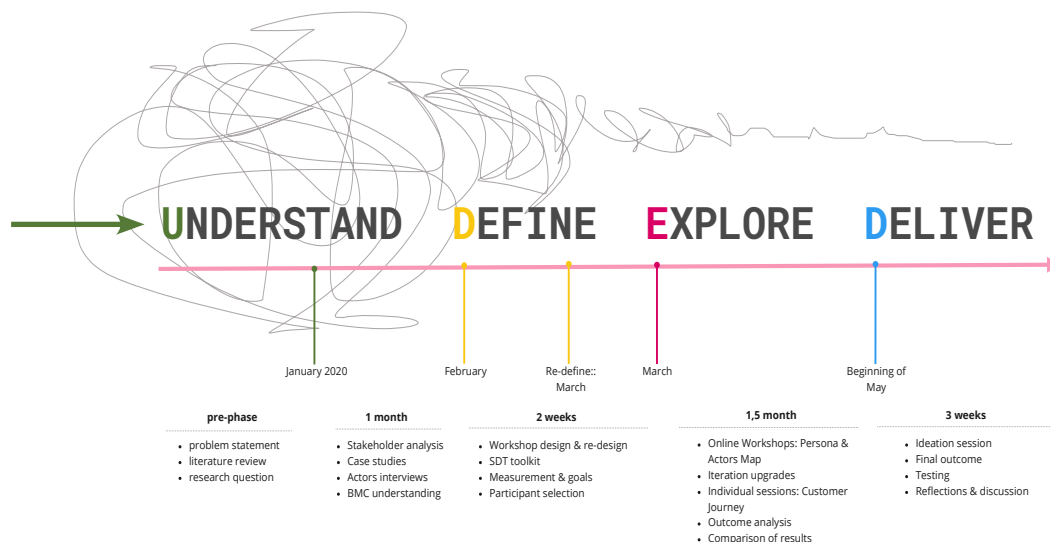 UNDERSTAND DEFINE EXPLORE DELIVER
January 2020
February
Re-define::
March
March
Beginning of
May
pre-phase
• problem statement
• literature review
• research question
1 month
• Stakeholder analysis
• Case studies
• Actors interviews
• BMC understanding
2 weeks
• Workshop design & re-design
• SDT toolkit
• Measurement & goals
• Participant selection
1,5 month
• Online Workshops: Persona &
Actors Map
• Iteration upgrades
• Individual sessions: Customer
Journey
• Outcome analysis
• Comparison of results
3 weeks
• Ideation session
• Final outcome
• Testing
• Reflections & discussion